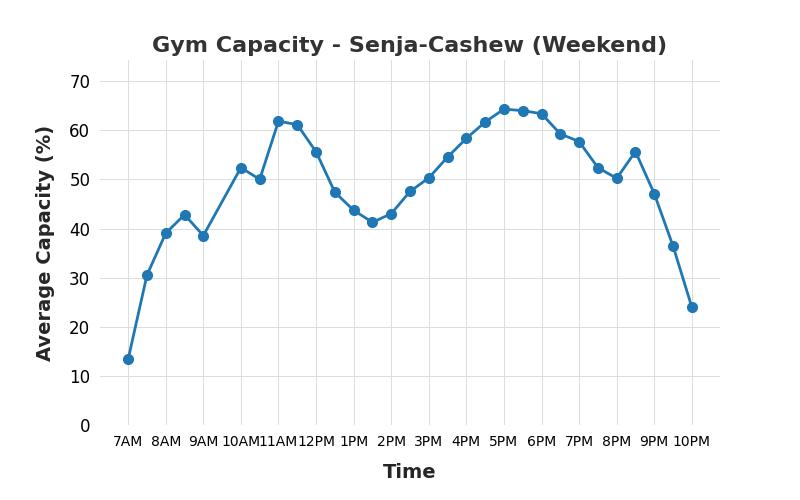 Gym Capacity - Senja-Cashew (Weekend)
Average Capacity (%)
70
60
50
40
30
20
10
0
7AM 8AM 9AM 10AM 11AM 12PM 1PM 2PM 3PM 4PM 5PM 6PM 7PM 8PM 9PM 10PM
Time